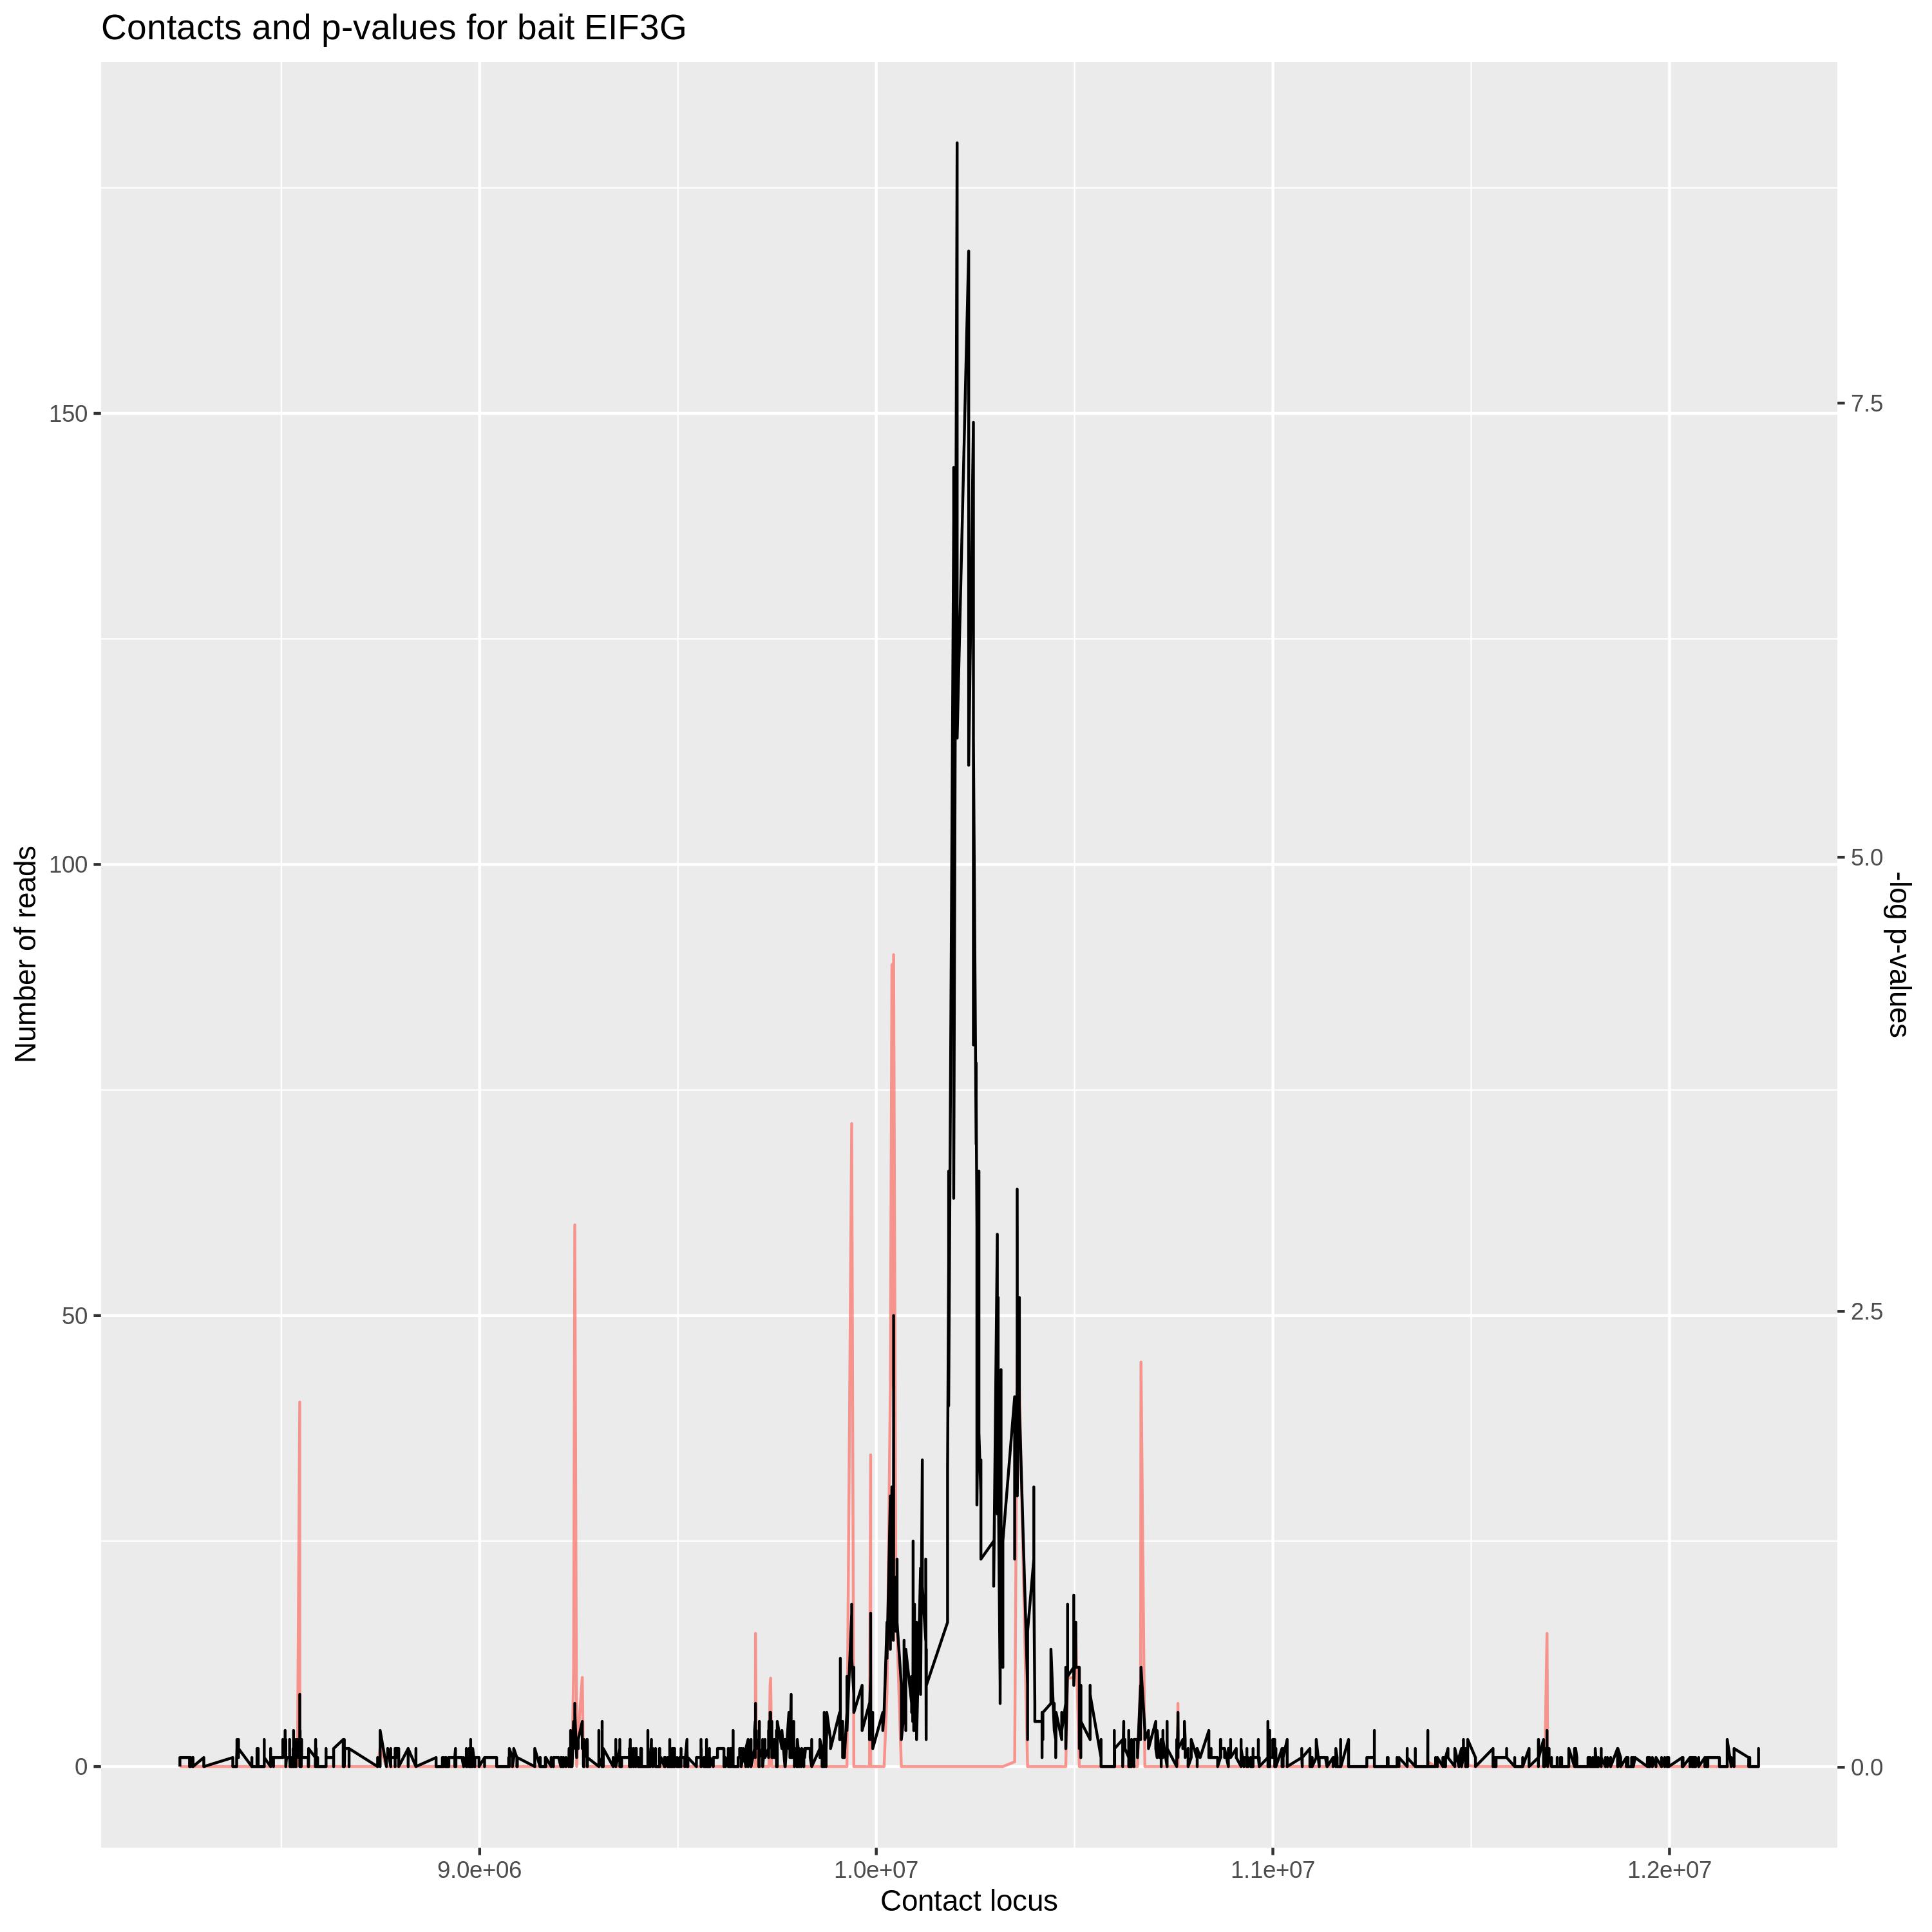 Contacts and p-values for bait EIF3G
Number of reads
150
100
50
0
7.5
5.0
2.5
0.0
-log p-values
9.0e+06
1.0e+07
1.1e+07
1.2e+07
Contact locus